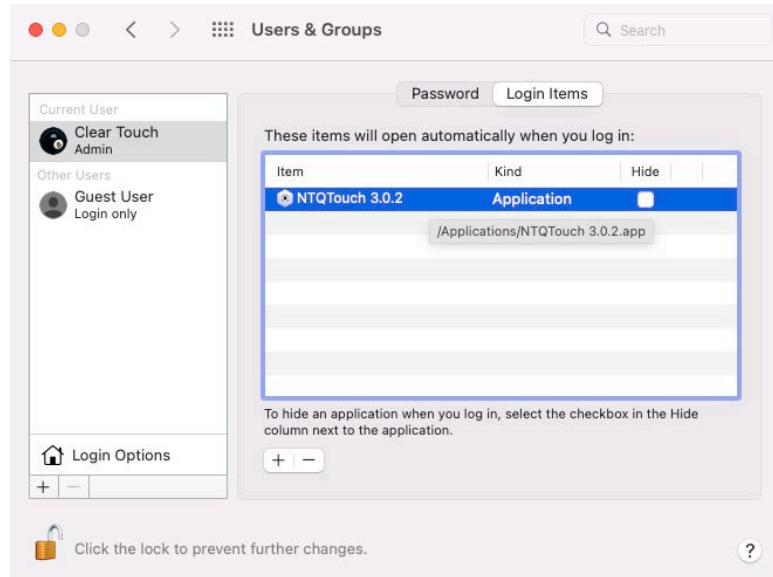 Users & Groups
Search
Password
Login Items
Current User
Clear Touch
Admin
Other Users
Guest User
Login only
Login Options
+ −
These items will open automatically when you log in:
Item Kind Hide
NTQTouch 3.0.2 Application
/Applications/NTQTouch 3.0.2.app
To hide an application when you log in, select the checkbox in the Hide
column next to the application.
+ −
Click the lock to prevent further changes.
?